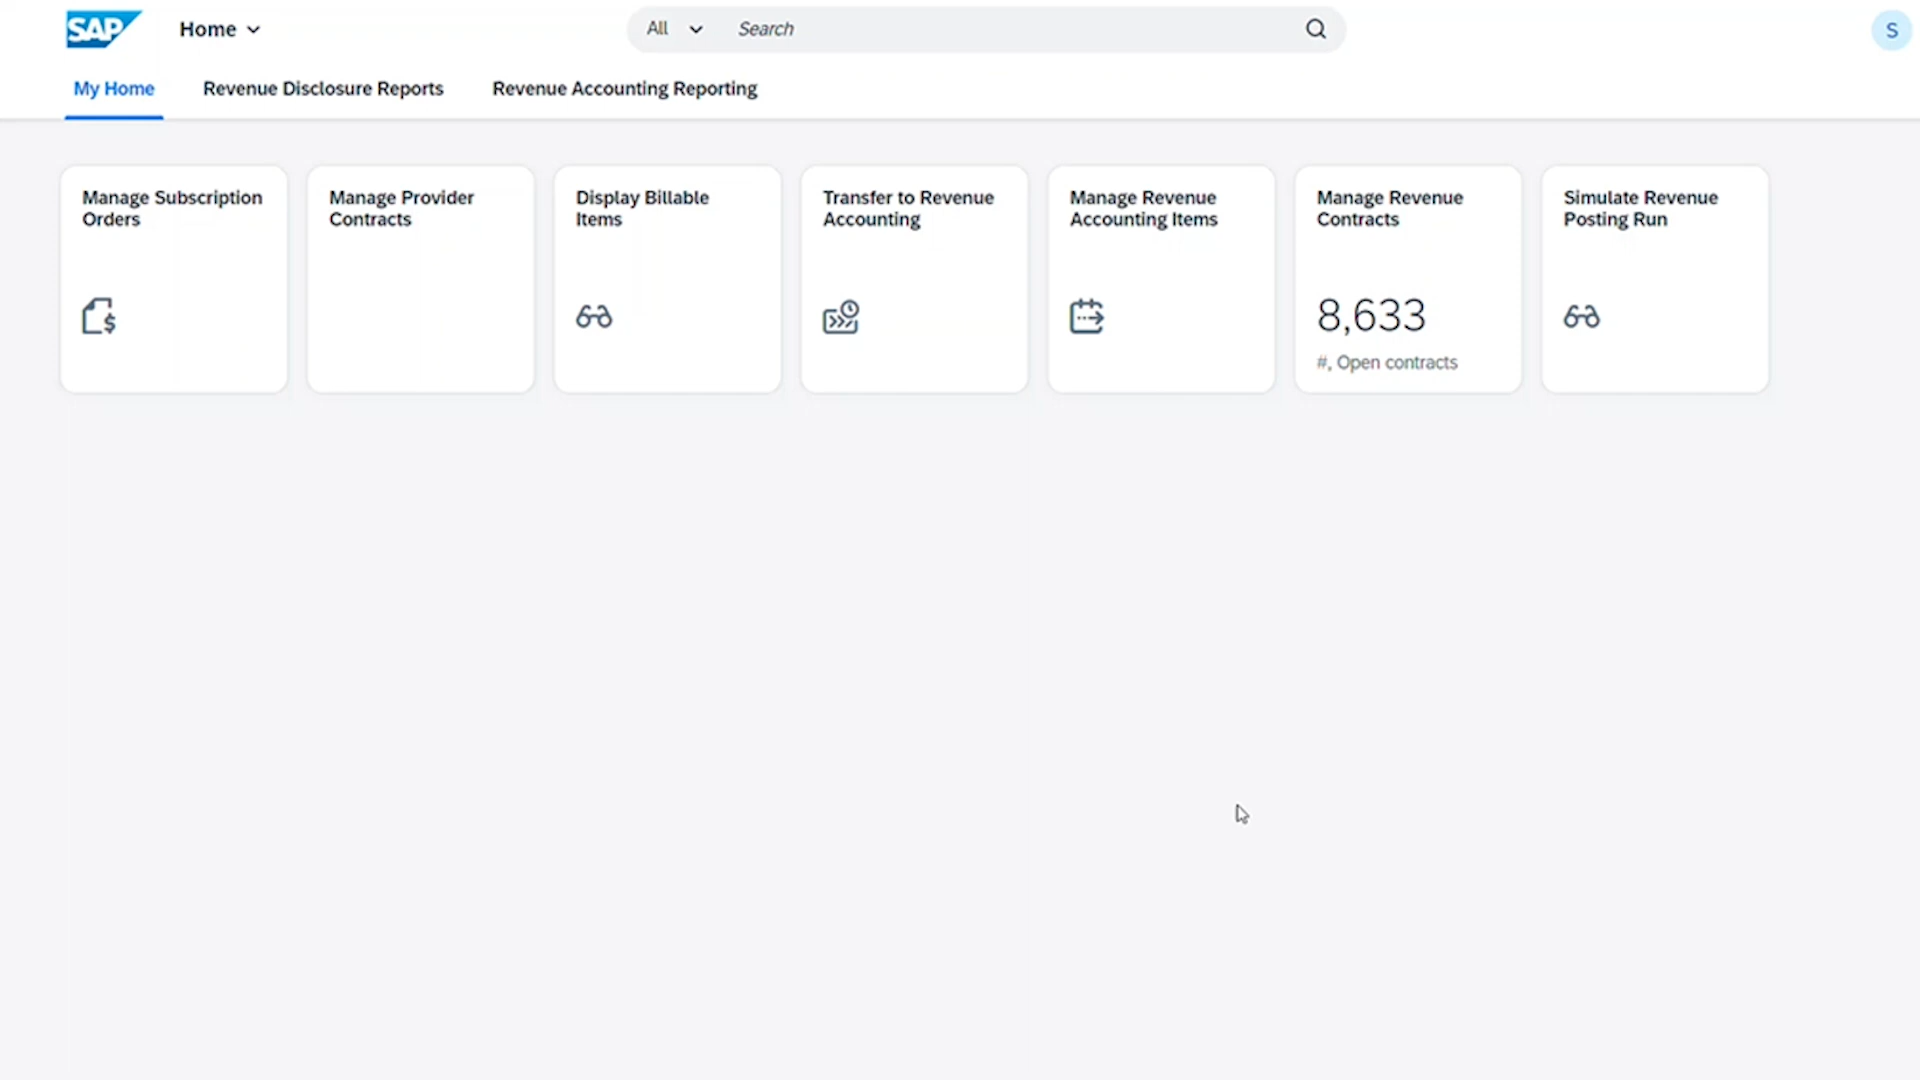 SAP
Home
All
Search
S
My Home
Revenue Disclosure Reports
Revenue Accounting Reporting
Manage Subscription
Orders
Manage Provider
Contracts
Display Billable
Items
Transfer to Revenue
Accounting
Manage Revenue
Accounting Items
Manage Revenue
Contracts
8,633
#, Open contracts
Simulate Revenue
Posting Run